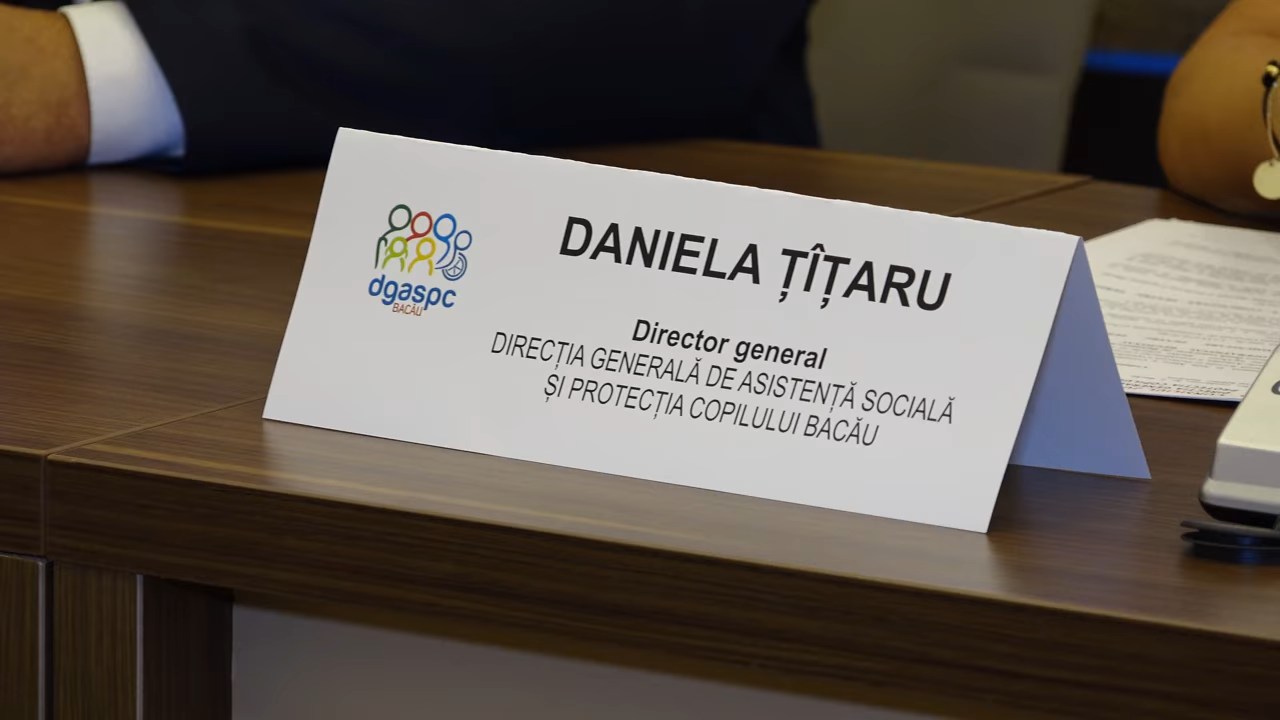 dgaspc
BACĂU
DANIELA ȚÎȚARU
Director general
DIRECȚIA GENERALĂ DE ASISTENȚĂ SOCIALĂ
ȘI PROTECȚIA COPILULUI BACĂU